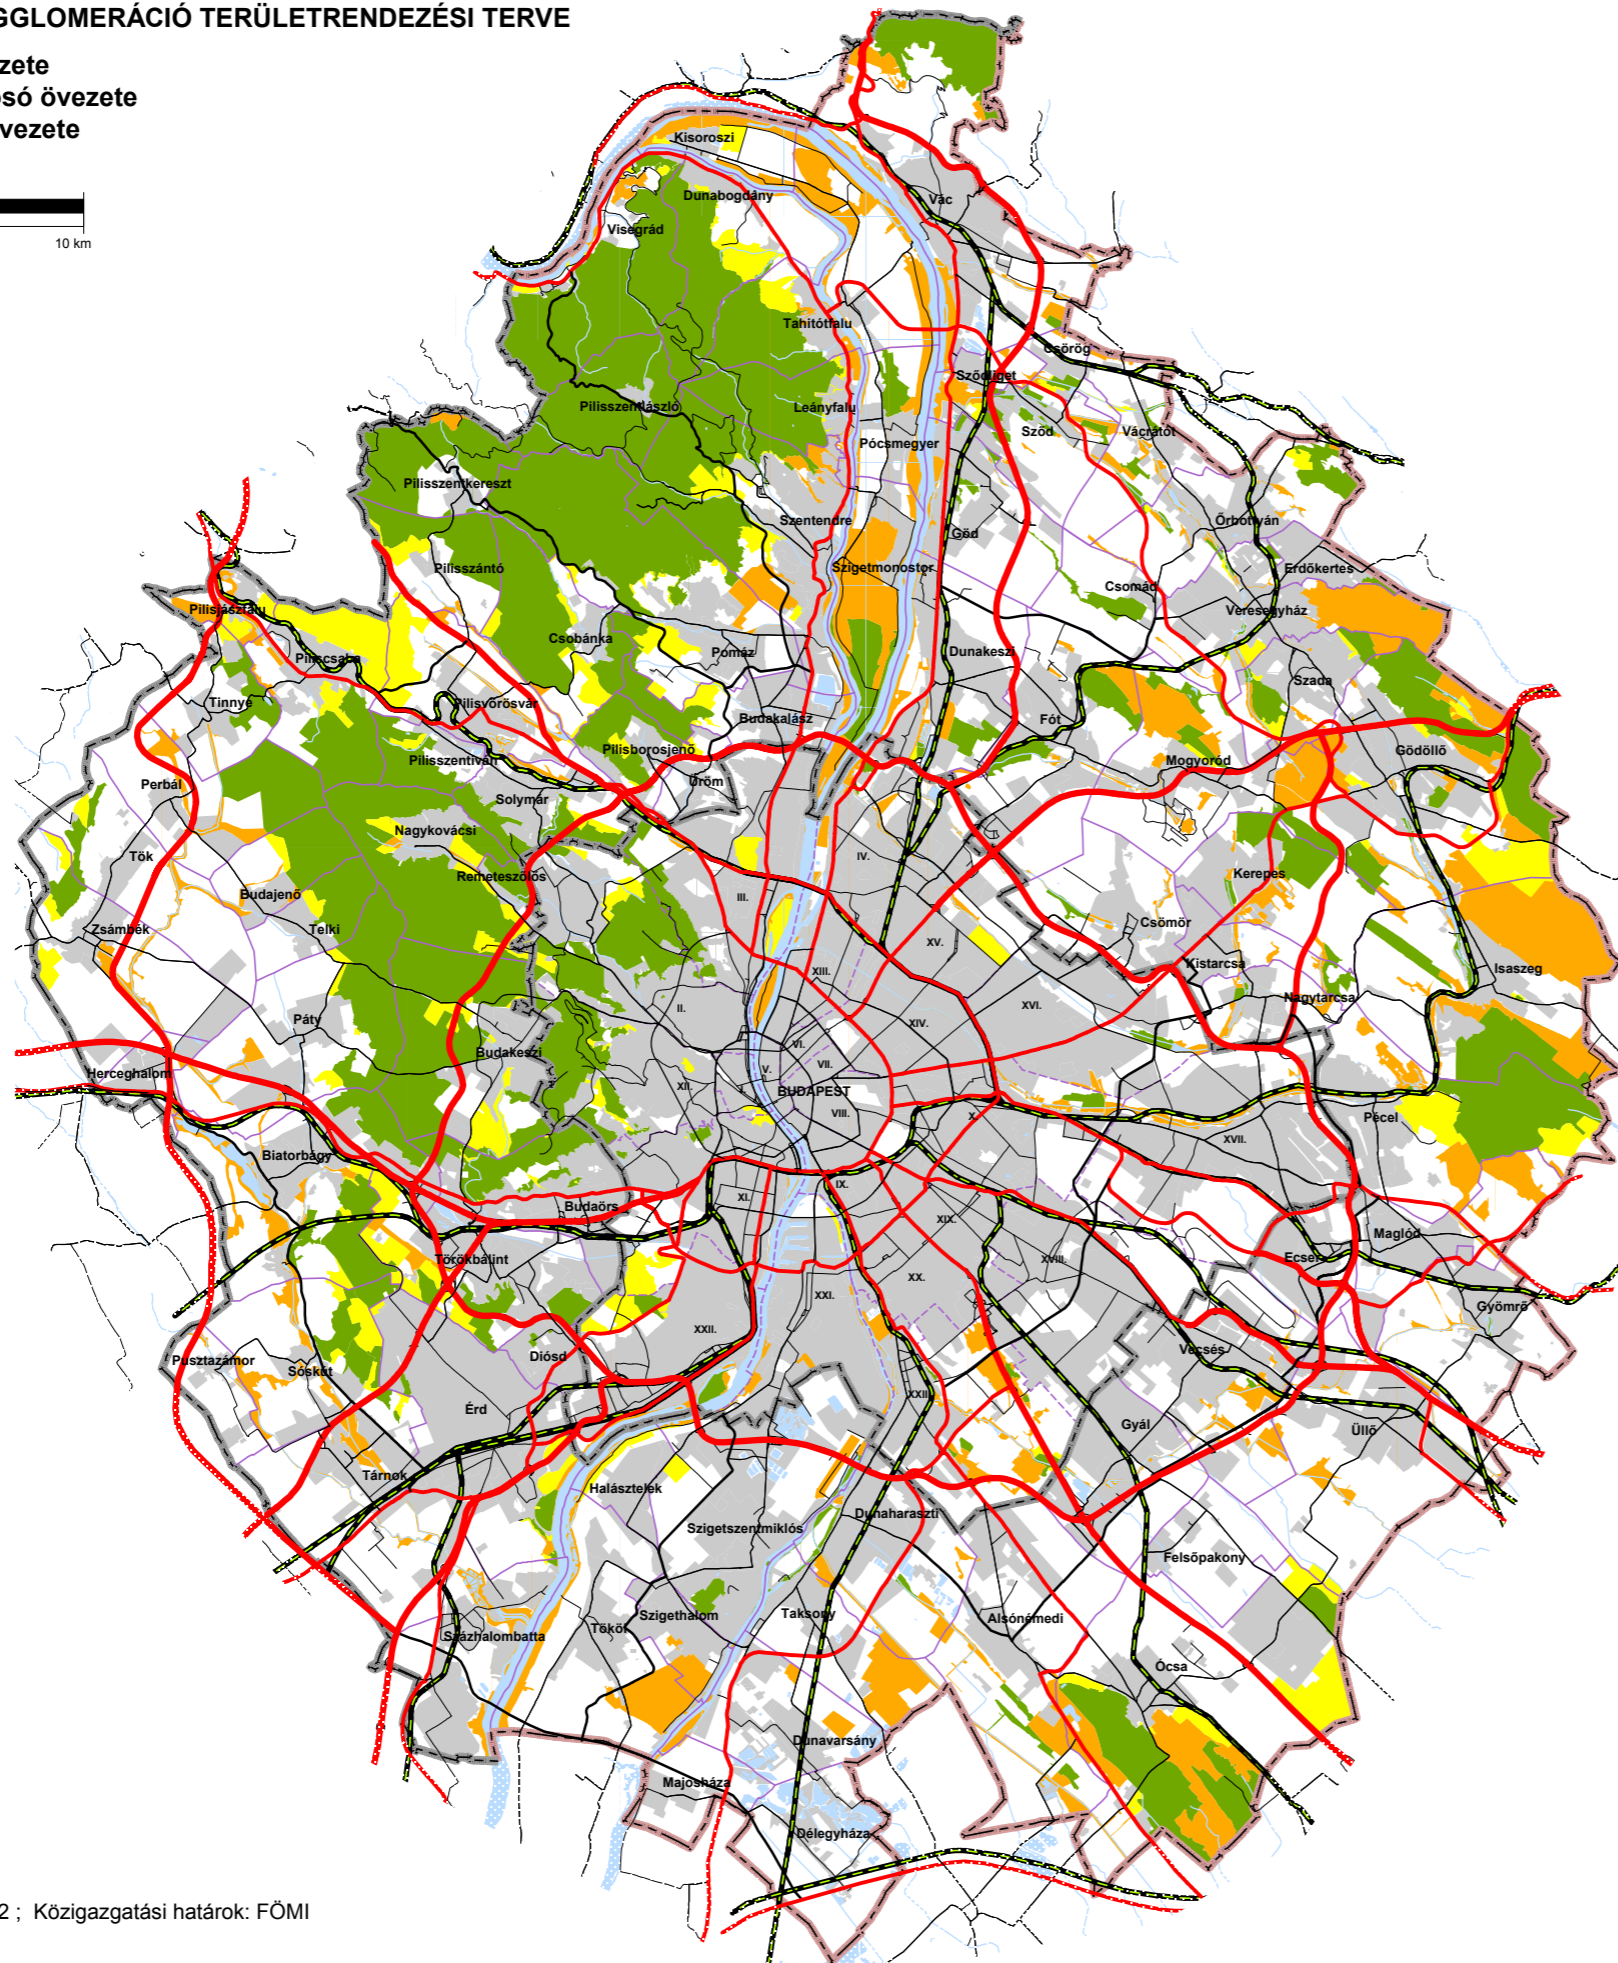 GGLOMERÁCIÓ TERÜLETRENDEZÉSI TERVE
zete
só övezete
vezete
10 km
Kisoroszi
Dunabogdány
Vác
Visegrád
Tahitótfalu
Csörög
Sződliget
Pilisszentlászló
Leányfalu
Sződ
Vácrátót
Pócsmegyer
Pilisszentkereszt
Szentendre
Göd
Őrbottyán
Pilisszántó
Szigetmonostor
Erdőkertes
Csomád
Pilisjászfalu
Veresegyház
Csobánka
Pomáz
Dunakeszi
Piliscsaba
Szada
Tinnye
Pilisvörösvár
Budakalász
Fót
Pilisborosjenő
Gödöllő
Pilisszentiván
Mogyoród
Perbál
Üröm
Solymár
Nagykovácsi
Tök
IV.
Remeteszőlős
Kerepes
Budajenő
III.
Zsámbék
Telki
Csömör
XV.
Kistarcsa
XIII.
Isaszeg
Nagytarcsa
II.
XVI.
Páty
XIV.
VI.
Budakeszi
VII.
V.
Herceghalom
XII.
I.
BUDAPEST
VIII.
X.
Pécel
XVII.
Biatorbágy
IX.
XI.
Budaörs
XIX.
Maglód
Törökbálint
XVIII.
Ecser
XX.
XXI.
Gyömrő
XXII.
Vecsés
Diósd
Pusztazámor
Sóskút
XXIII.
Érd
Gyál
Üllő
Tárnok
Halásztelek
Dunaharaszti
Szigetszentmiklós
Felsőpakony
Szigethalom
Taksony
Alsónémedi
Tököl
Százhalombatta
Ócsa
Dunavarsány
Majosháza
Délegyháza
2 ; Közigazgatási határok: FÖMI